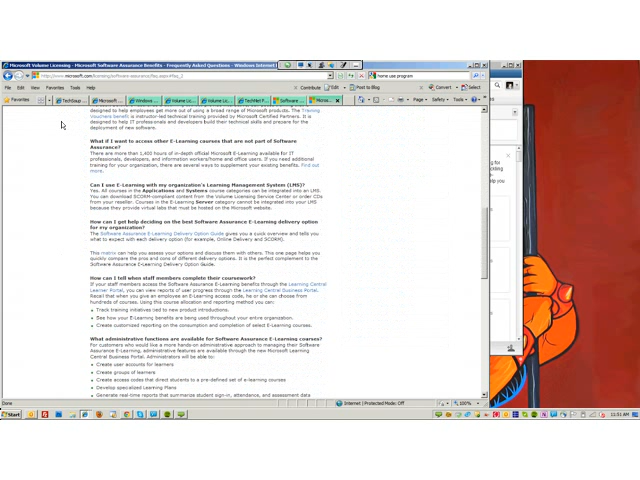 Microsoft Volume Licensing - Microsoft Software Assurance Benefits - Frequently Asked Questions - Windows Internet
home use program
File Edit View Favorites Tools Help
Contribute Edit Post to Blog
Convert Select
Favorites
TechSoup
Microsoft
Windows
Volume Lic...
Volume Li...
TechNet F...
Software ...
Micros...
Page Safety Tools
designed to help employees get more out of using a broad range of Microsoft products. The Training
Vouchers benefit is instructor-led technical training provided by Microsoft Certified Partners. It is
designed to help IT professionals and developers build their technical skills and prepare for the
deployment of new software.
What if I want to access other E-Learning courses that are not part of Software
Assurance?
There are more than 1,400 hours of in-depth official Microsoft E-Learning available for IT
professionals, developers, and information workers/home and office users. If you need additional
training for your organization, there are several ways to supplement your existing benefits. Find out
more.
Can I use E-Learning with my organization's Learning Management System (LMS)?
Yes. All courses in the Applications and Systems course categories can be integrated into an LMS.
You can download SCORM-compliant content from the Volume Licensing Service Center or order CDs
from your reseller. Courses in the E-Learning Server category cannot be integrated into your LMS
because they provide virtual labs that must be hosted on the Microsoft website.
How can I get help deciding on the best Software Assurance E-Learning delivery option
for my organization?
The Software Assurance E-Learning Delivery Option Guide gives you a quick overview and tells you
what to expect with each delivery option (for example, Online Delivery and SCORM).
This matrix can help you assess your options and discuss them with others. This one page helps you
quickly compare the pros and cons of different delivery options. It is the perfect complement to the
Software Assurance E-Learning Delivery Option Guide.
How can I tell when staff members complete their coursework?
If your staff members access the Software Assurance E-Learning benefits through the Learning Central
Learner Portal, you can view reports of user progress through the Learning Central Business Portal.
Recall that when you give an employee an E-Learning access code, he or she can choose from
hundreds of courses. Using this course allocation and reporting method you can:
Track training initiatives tied to new product introductions.
See how your E-Learning benefits are being used throughout your entire organization.
Create customized reporting on the consumption and completion of select E-Learning courses.
What administrative functions are available for Software Assurance E-Learning courses?
For customers who would like a more hands-on administrative approach to managing their Software
Assurance E-Learning, administrative features are available through the new Microsoft Learning
Central Business Portal. Administrators will be able to:
Create user accounts for learners
Create groups of learners
Create access codes that direct students to a pre-defined set of e-learning courses
Develop specialized Learning Plans
Generate real-time reports that summarize student sign-in, attendance, and assessment data
Done
Internet | Protected Mode: Off
100%
Start
11:51 AM